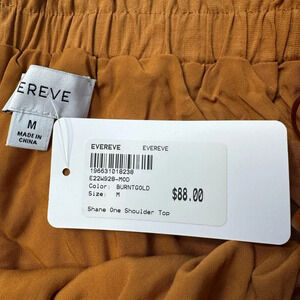 EVEREVE
M
MADE IN
CHINA
EVEREVE EVEREVE
196631018238
E22W928-MOD
Color: BURNTGOLD
Size: M
$88.00
Shane One Shoulder Top